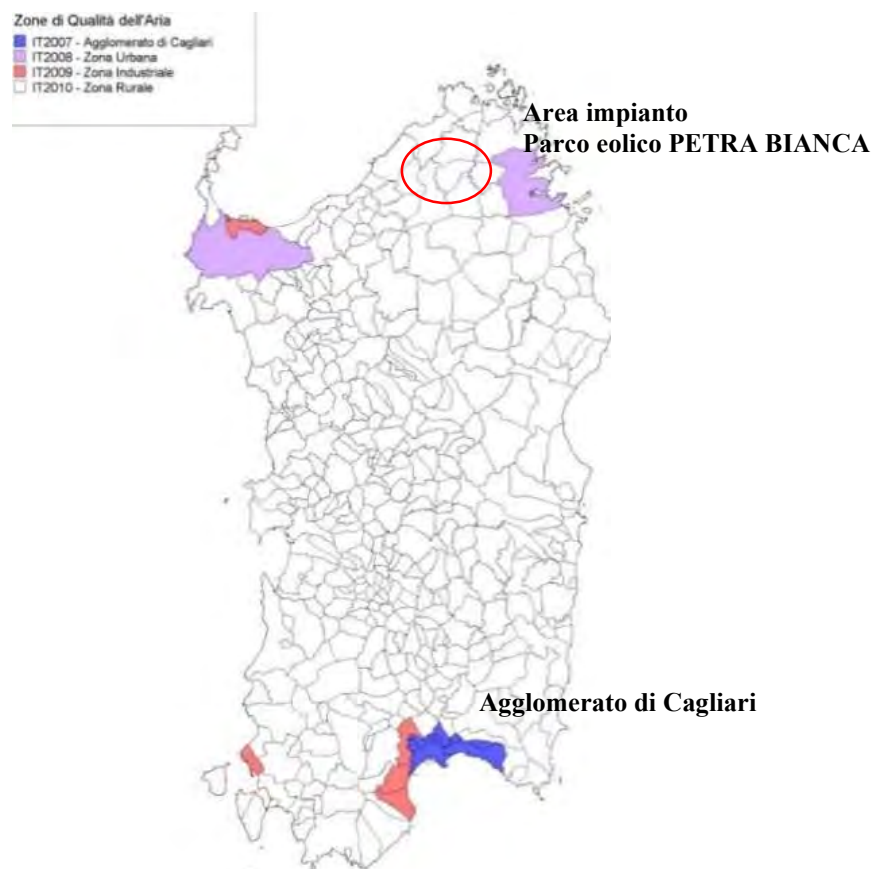 Zone di Qualità dell'Aria
IT2007 - Agglomerato di Cagliari
IT2008 - Zona Urbana
IT2009 - Zona Industriale
IT2010 - Zona Rurale
Area impianto
Parco eolico PETRA BIANCA
Agglomerato di Cagliari